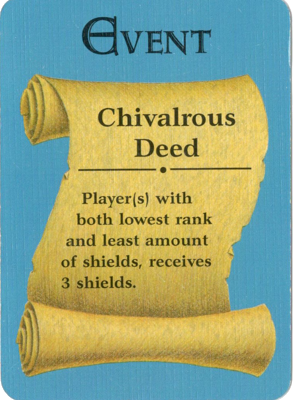 EVENT
Chivalrous
Deed
Player(s) with
both lowest rank
and least amount
of shields, receives
3 shields.